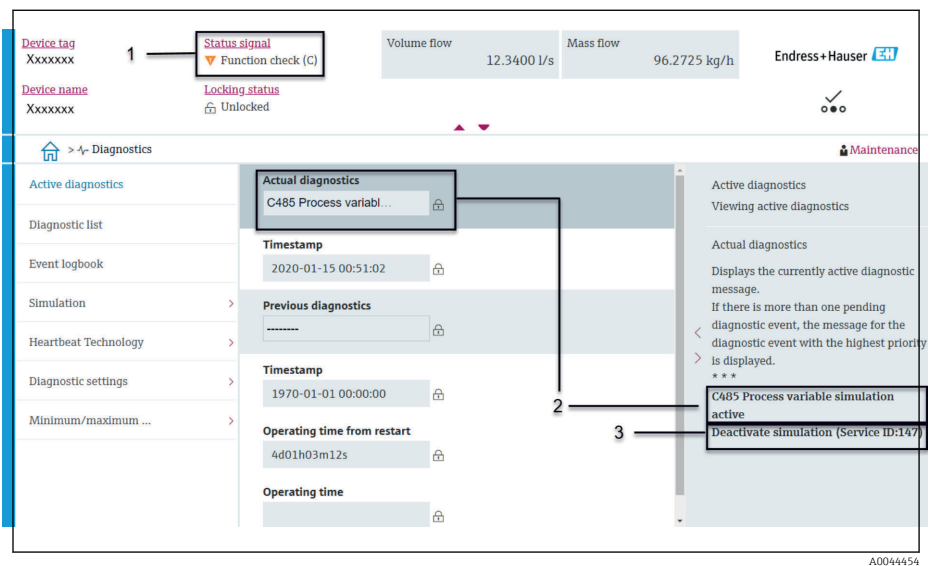 Device tag
Xxxxxxx
1
Status signal
Function check (C)
Volume flow
12.3400 l/s
Mass flow
96.2725 kg/h
Endress+Hauser EH
Device name
Xxxxxxx
Locking status
Unlocked
> Diagnostics
Maintenance
Active diagnostics
Diagnostic list
Event logbook
Simulation >
Heartbeat Technology >
Diagnostic settings >
Minimum/maximum ... >
Actual diagnostics
C485 Process variabl...
Timestamp
2020-01-15 00:51:02
Previous diagnostics
--------
Timestamp
1970-01-01 00:00:00
Operating time from restart
4d01h03m12s
Operating time
2
3
<
>
Active diagnostics
Viewing active diagnostics
Actual diagnostics
Displays the currently active diagnostic
message.
If there is more than one pending
diagnostic event, the message for the
diagnostic event with the highest priority
is displayed.
* * *
C485 Process variable simulation
active
Deactivate simulation (Service ID:147)
A0044454